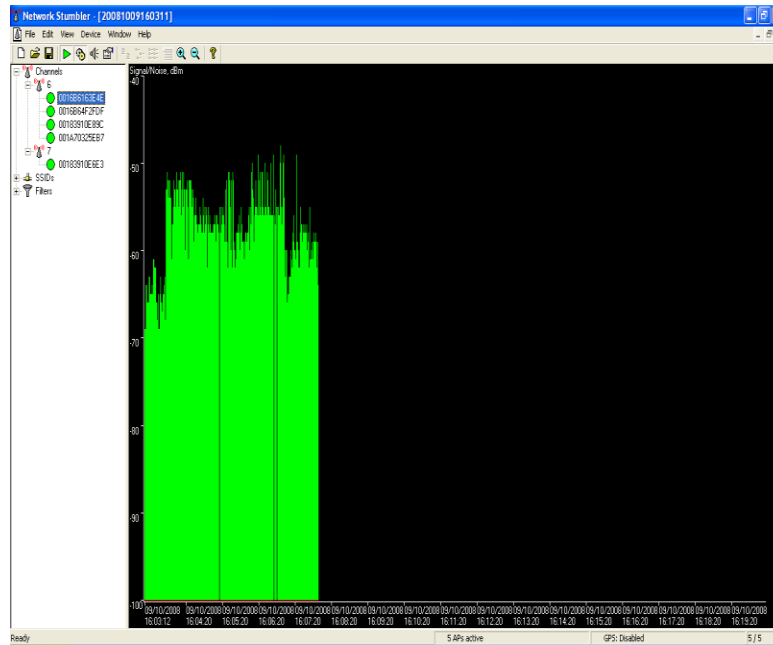 Network Stumbler - [20081009160311]
File Edit View Device Window Help
Channels
6
0016B6163E4E
0016B64F2FDF
00183910E89C
001A70325EB7
7
00183910E6E3
SSIDs
Filters
Signal/Noise, dBm
-40
-50
-60
-70
-80
-90
-100
09/10/2008 09/10/2008 09/10/2008 09/10/2008 09/10/2008 09/10/2008 09/10/2008 09/10/2008 09/10/2008 09/10/2008 09/10/2008 09/10/2008 09/10/2008 09/10/2008 09/10/2008 09/10/2008 09/10/2008
16:03:12 16:04:20 16:05:20 16:06:20 16:07:20 16:08:20 16:09:20 16:10:20 16:11:20 16:12:20 16:13:20 16:14:20 16:15:20 16:16:20 16:17:20 16:18:20 16:19:20
Ready 5 APs active GPS: Disabled 5 / 5